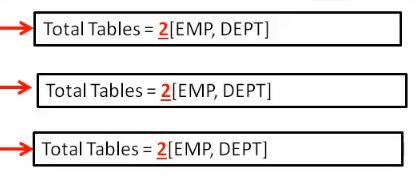 Total Tables = 2[EMP, DEPT]
Total Tables = 2[EMP, DEPT]
Total Tables = 2[EMP, DEPT]